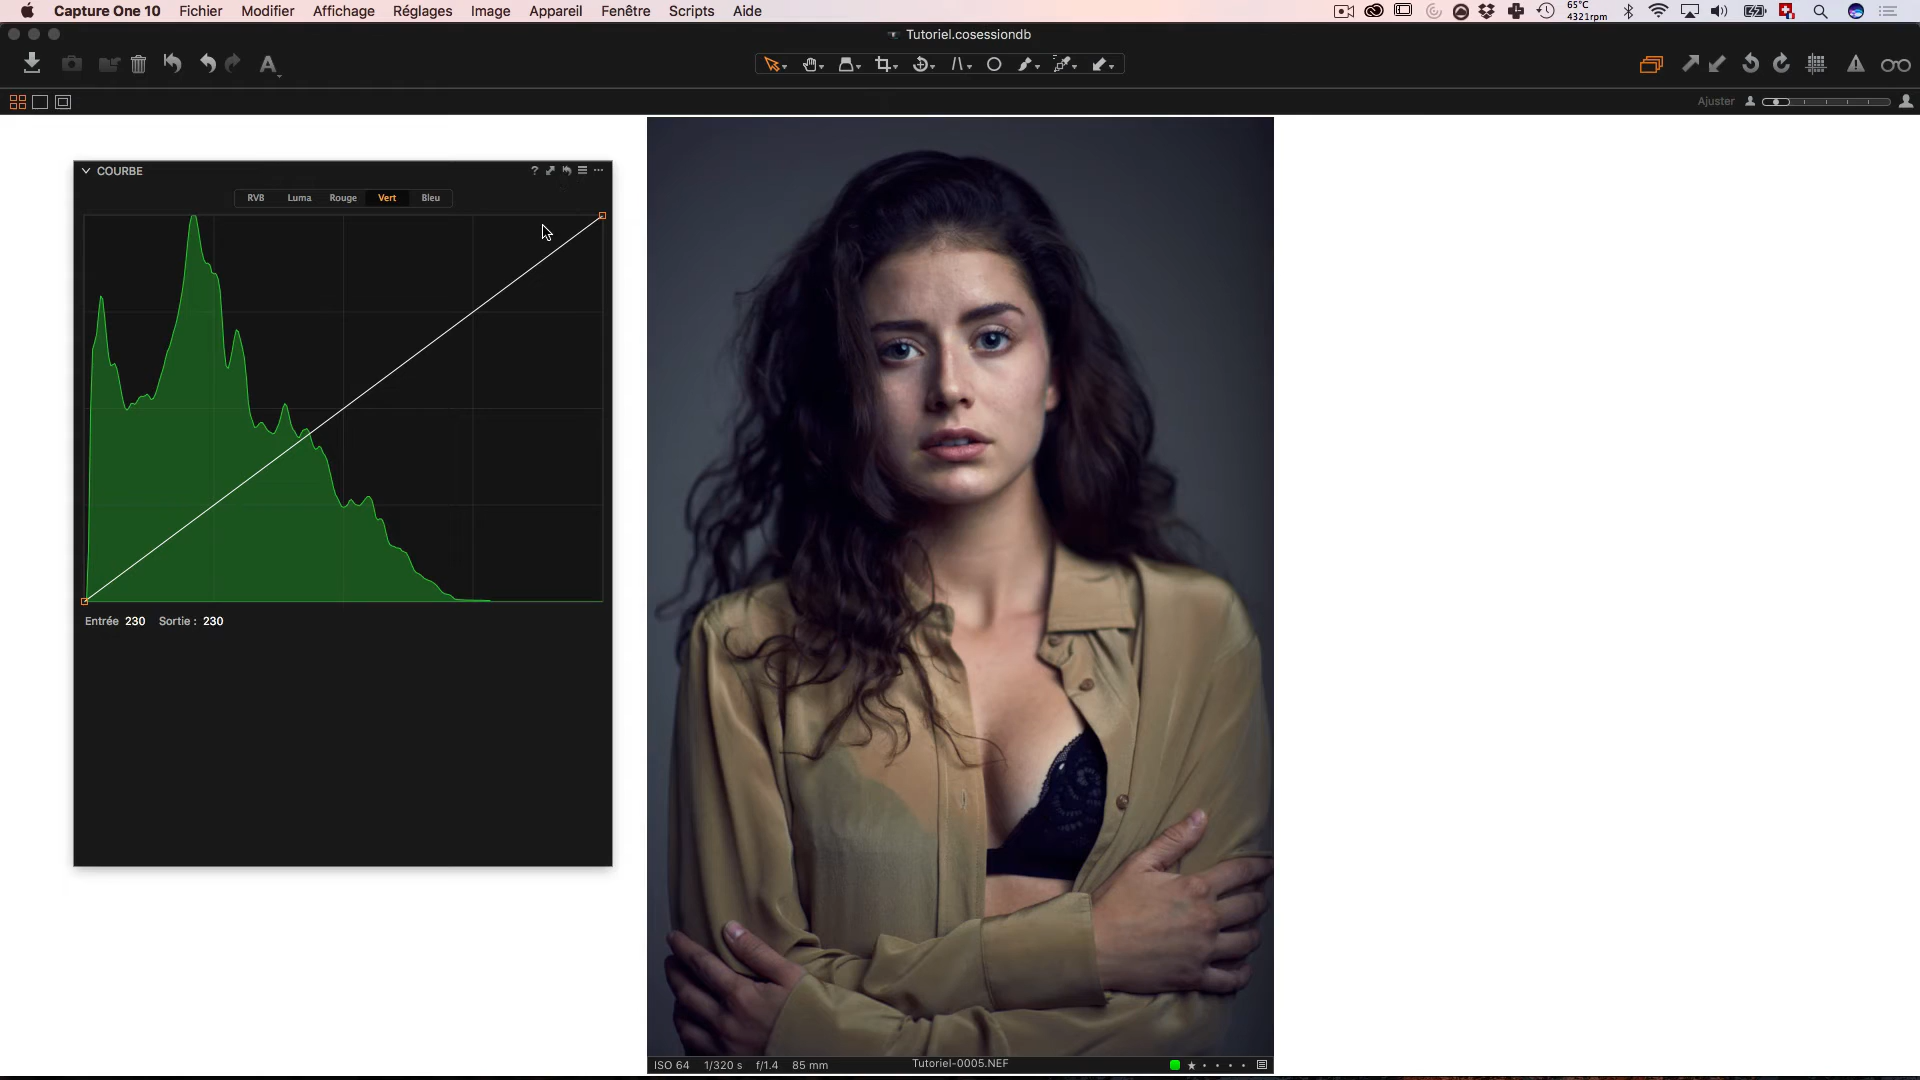 Capture One 10 Fichier Modifier Affichage Réglages Image Appareil Fenêtre Scripts Aide 65°C
4321rpm
Tutoriel.cosessiondb
A
Ajuster
COURBE ?
RVB Luma Rouge Vert Bleu
Entrée 230 Sortie : 230
ISO 64 1/320 s f/1.4 85 mm Tutoriel-0005.NEF